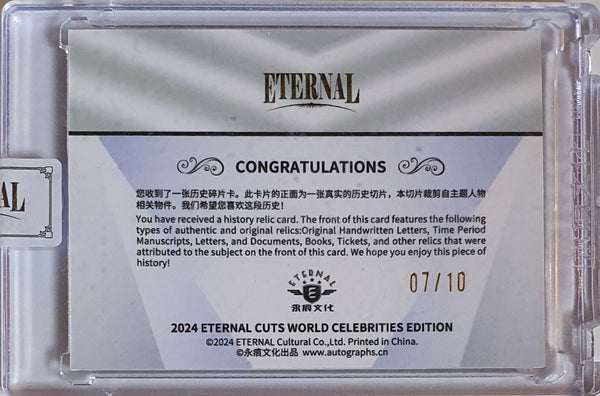 ETERNAL
CONGRATULATIONS
您收到了一张历史碎片卡。此卡片的正面为一张真实的历史切片，本切片裁剪自主题人物
相关物件。我们希望您喜欢这段历史！
You have received a history relic card. The front of this card features the following
types of authentic and original relics:Original Handwritten Letters, Time Period
Manuscripts, Letters, and Documents, Books, Tickets, and other relics that were
attributed to the subject on the front of this card. We hope you enjoy this piece of
history!
AL
ETERNAL
E
永痕文化
07/10
2024 ETERNAL CUTS WORLD CELEBRITIES EDITION
©2024 ETERNAL Cultural Co.,Ltd. Printed in China.
©永痕文化出品 www.autographs.cn